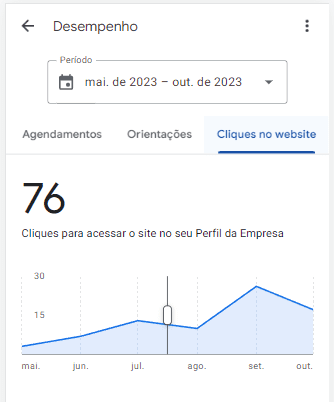 Desempenho
Período
mai. de 2023 – out. de 2023
Agendamentos Orientações Cliques no website
76
Cliques para acessar o site no seu Perfil da Empresa
30
15
mai. jun. jul. ago. set. out.